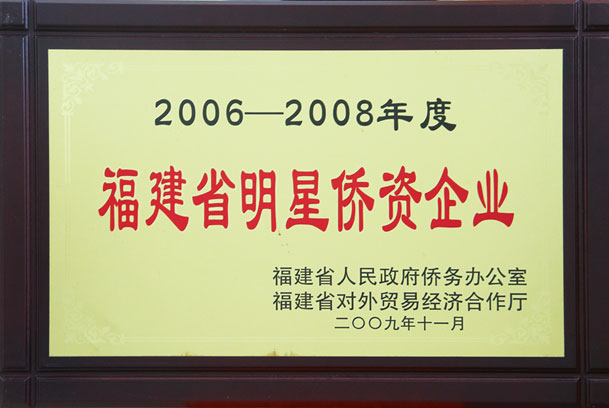 2006—2008年度
福建省明星侨资企业
福建省人民政府侨务办公室
福建省对外贸易经济合作厅
二〇〇九年十一月